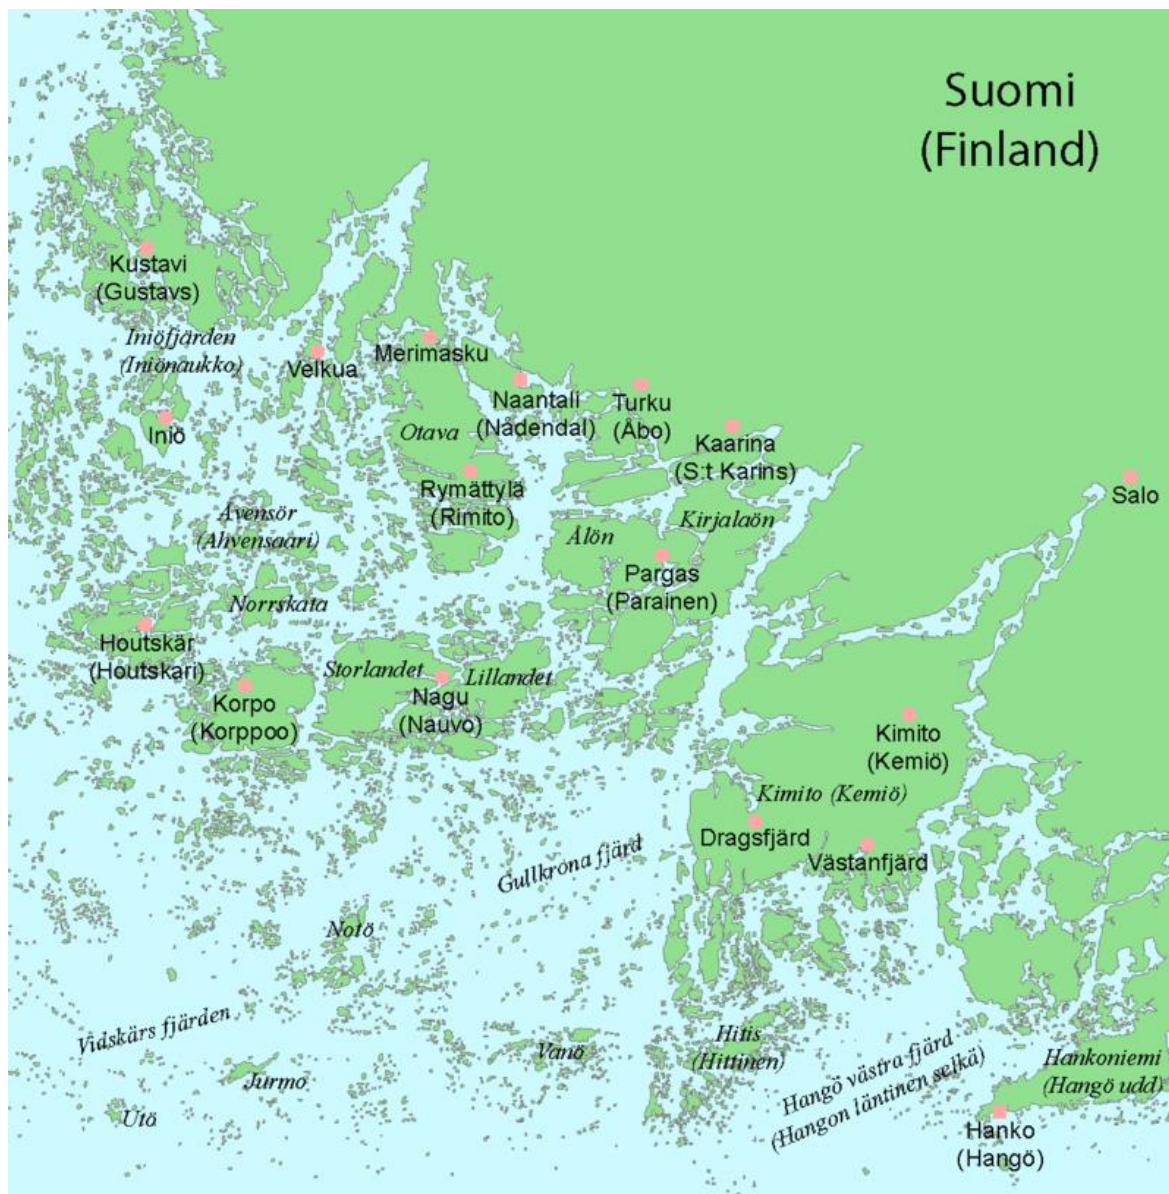 Suomi
(Finland)
Kustavi
(Gustavs)
Iniöfjärden
(Iniönaukko)
Velkua
Merimasku
Naantali
(Nådendal)
Turku
(Åbo)
Iniö
Otava
Kaarina
(S:t Karins)
Rymättylä
(Rimito)
Salo
Åvensör
(Ahvensaari)
Ålön
Kirjalaön
Pargas
(Parainen)
Norrskata
Houtskär
(Houtskari)
Storlandet
Lillandet
Korpo
(Korppoo)
Nagu
(Nauvo)
Kimito
(Kemiö)
Kimito (Kemiö)
Dragsfjärd
Västanfjärd
Gullkrona fjärd
Notö
Vidskärs fjärden
Hitis
(Hittinen)
Vänö
Jurmo
Utö
Hangö västra fjärd
(Hangon läntinen selkä)
Hankoniemi
(Hangö udd)
Hanko
(Hangö)